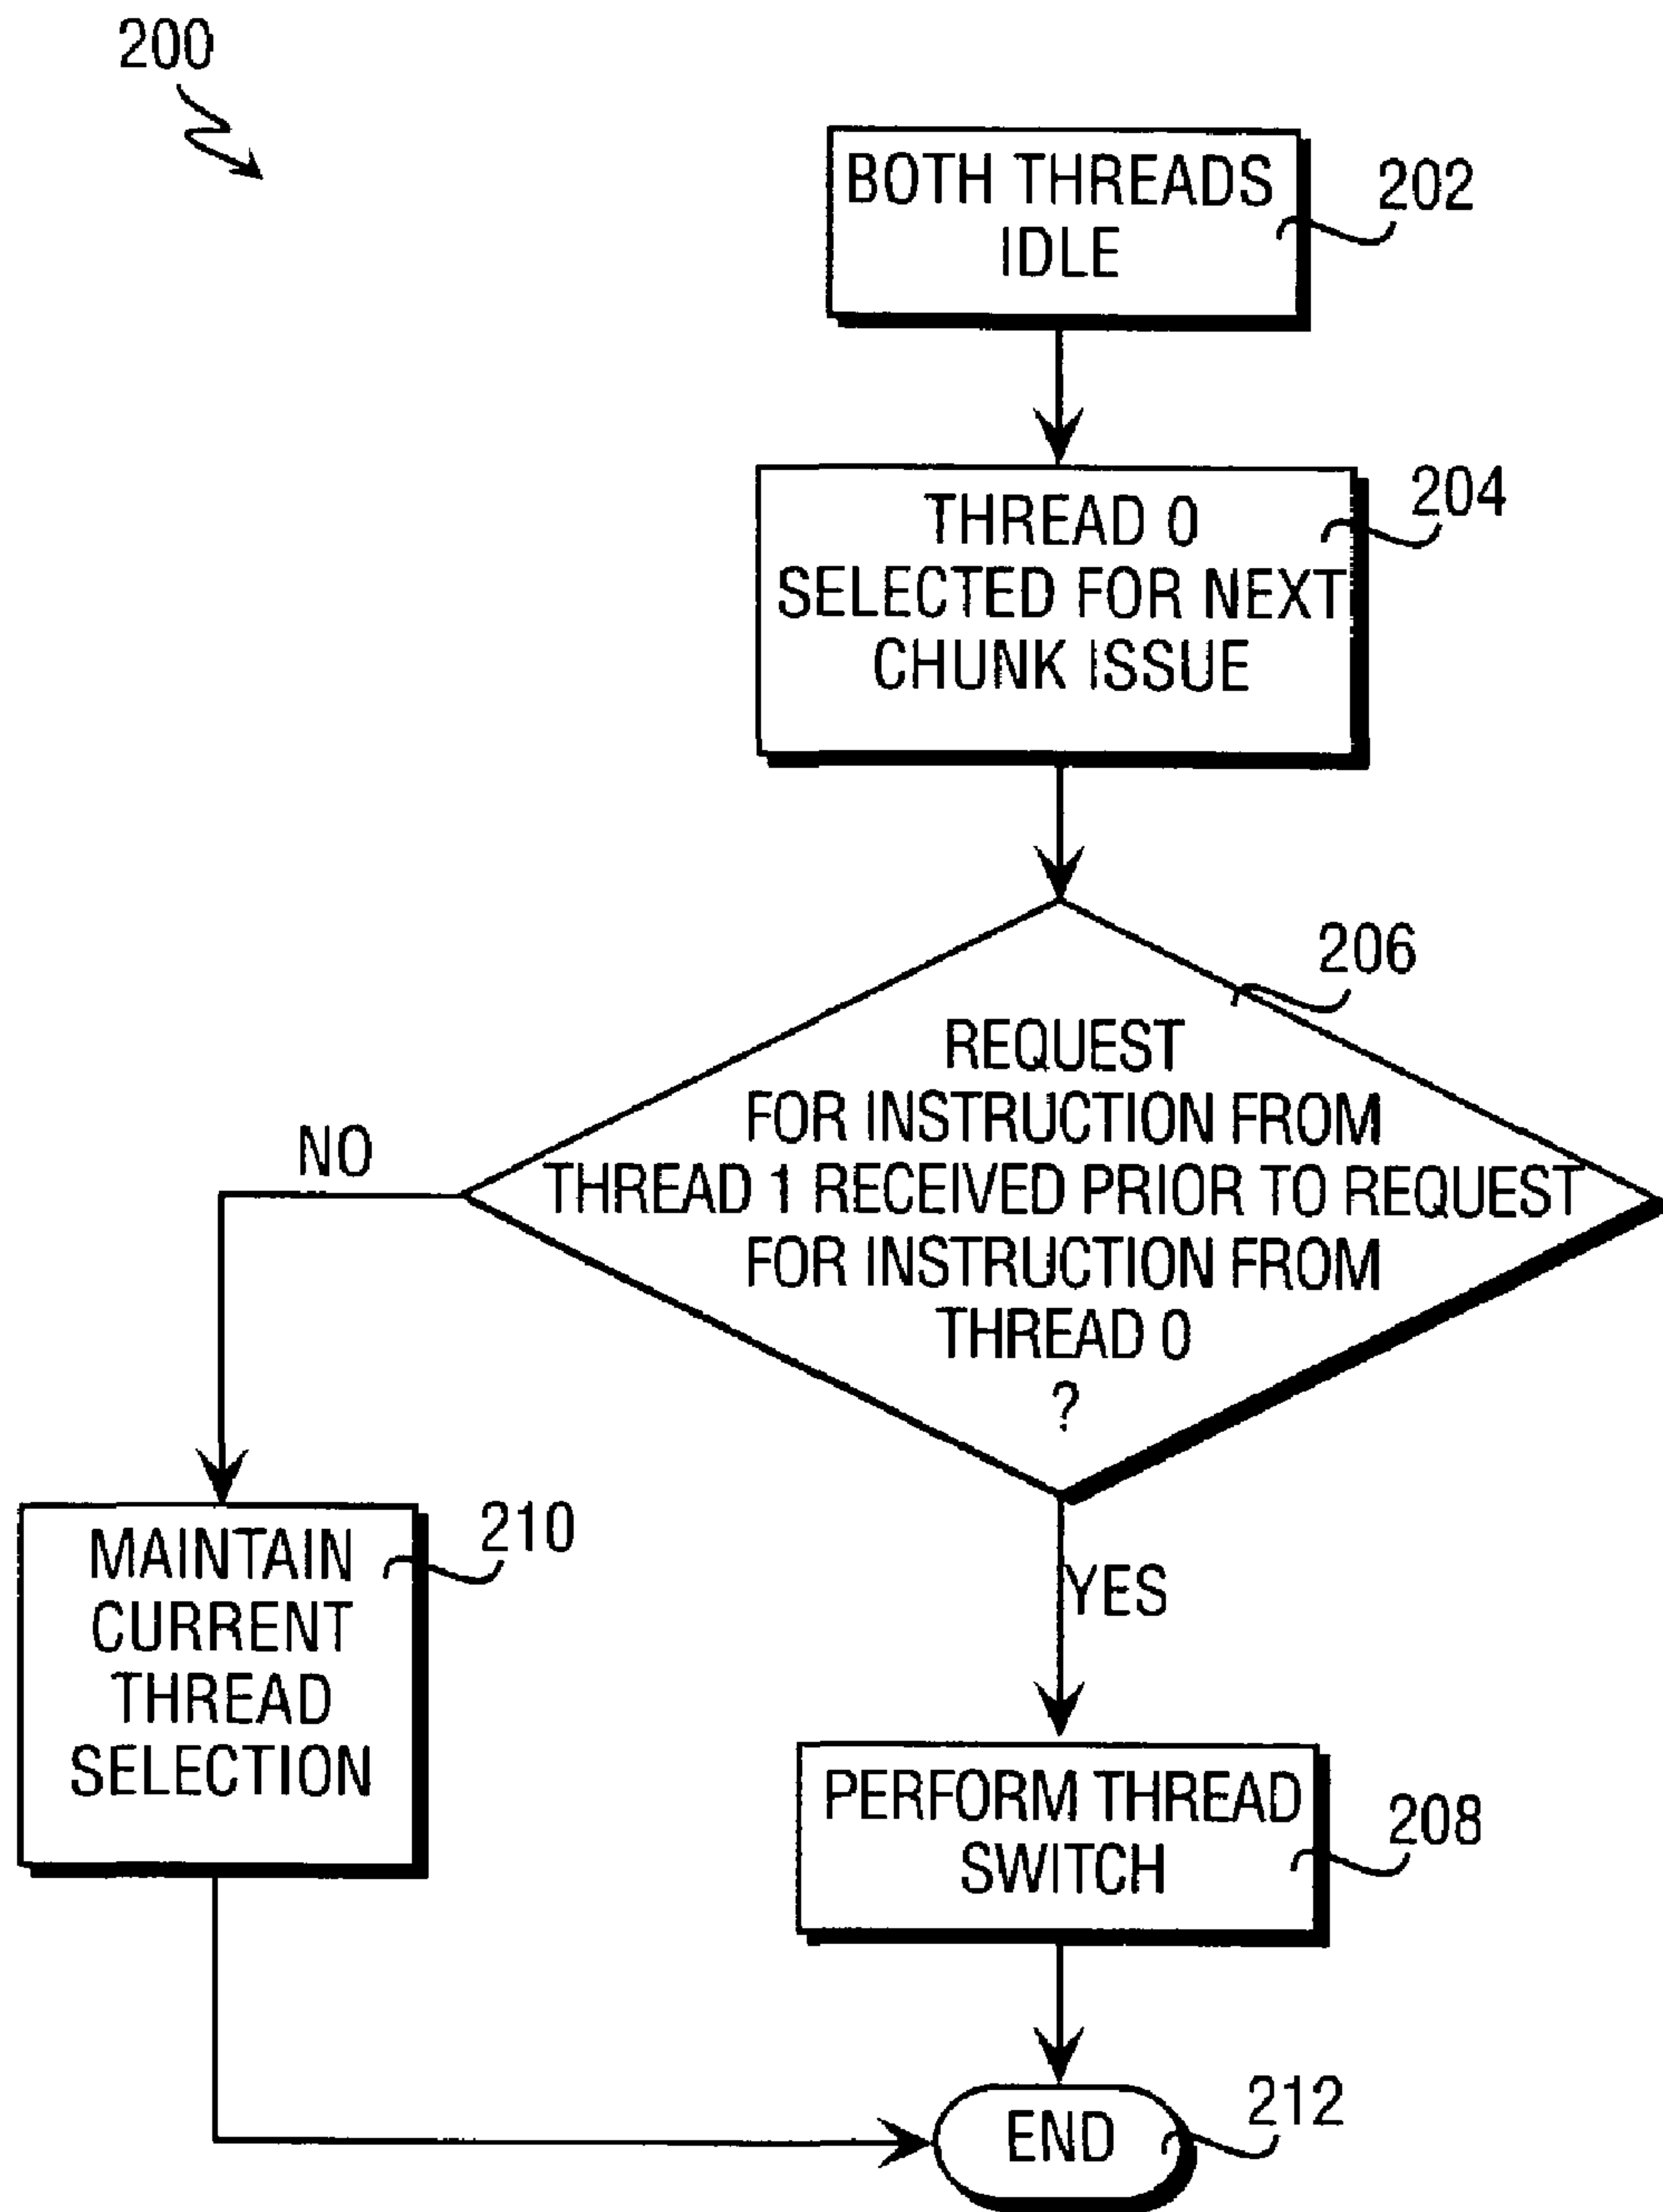 200
BOTH THREADS
IDLE
202
THREAD 0
SELECTED FOR NEXT
CHUNK ISSUE
204
206
REQUEST
FOR INSTRUCTION FROM
THREAD 1 RECEIVED PRIOR TO REQUEST
FOR INSTRUCTION FROM
THREAD 0
?
NO
YES
MAINTAIN
CURRENT
THREAD
SELECTION
210
PERFORM THREAD
SWITCH
208
END
212